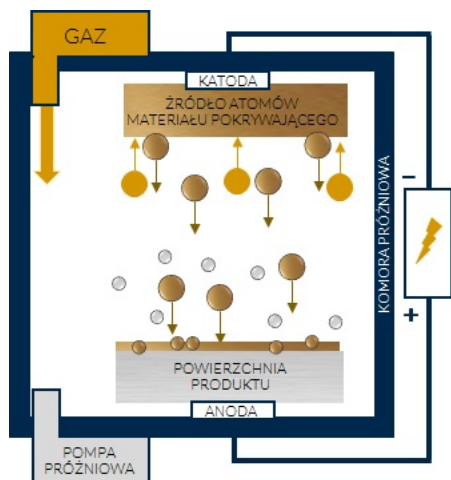 GAZ
KATODA
ŹRÓDŁO ATOMÓW
MATERIAŁU POKRYWAJĄCEGO
KOMORA PRÓŻNIOWA
–
+
POWIERZCHNIA
PRODUKTU
ANODA
POMPA
PRÓŻNIOWA